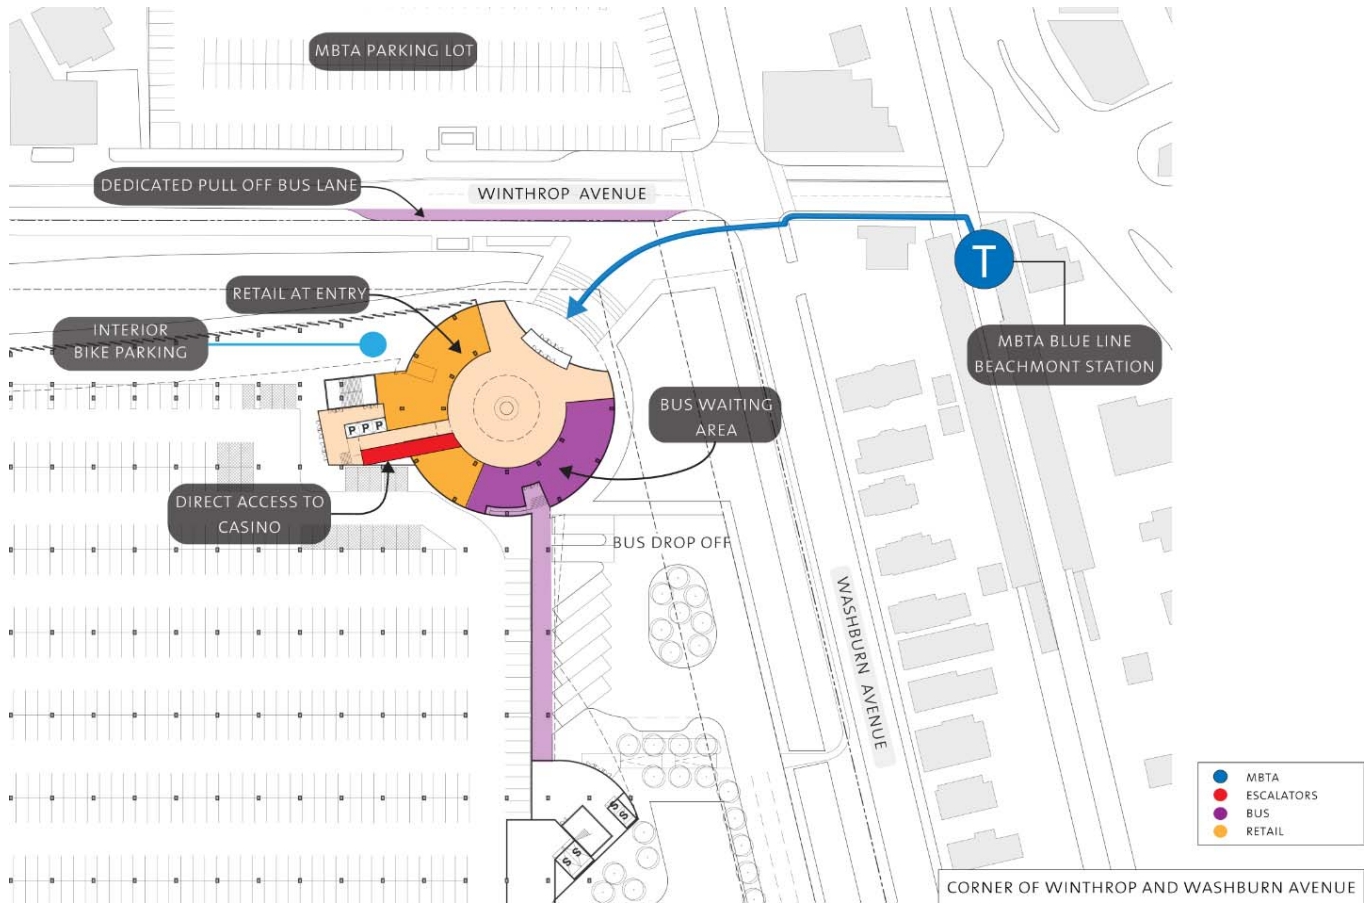 MBTA PARKING LOT
DEDICATED PULL OFF BUS LANE
WINTHROP AVENUE
T
RETAIL AT ENTRY
INTERIOR
BIKE PARKING
MBTA BLUE LINE
BEACHMONT STATION
BUS WAITING
AREA
P P P
DIRECT ACCESS TO
CASINO
BUS DROP OFF
WASHBURN AVENUE
S S
S S
MBTA
ESCALATORS
BUS
RETAIL
CORNER OF WINTHROP AND WASHBURN AVENUE